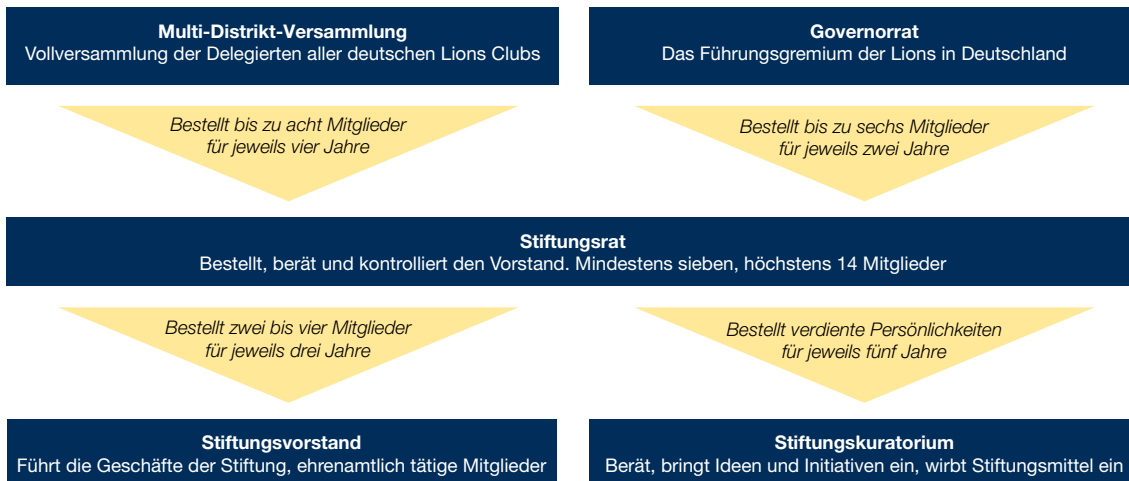 Multi-Distrikt-Versammlung
Vollversammlung der Delegierten aller deutschen Lions Clubs
Governorrat
Das Führungsgremium der Lions in Deutschland
Bestellt bis zu acht Mitglieder
für jeweils vier Jahre
Bestellt bis zu sechs Mitglieder
für jeweils zwei Jahre
Stiftungsrat
Bestellt, berät und kontrolliert den Vorstand. Mindestens sieben, höchstens 14 Mitglieder
Bestellt zwei bis vier Mitglieder
für jeweils drei Jahre
Bestellt verdiente Persönlichkeiten
für jeweils fünf Jahre
Stiftungsvorstand
Führt die Geschäfte der Stiftung, ehrenamtlich tätige Mitglieder
Stiftungskuratorium
Berät, bringt Ideen und Initiativen ein, wirbt Stiftungsmittel ein